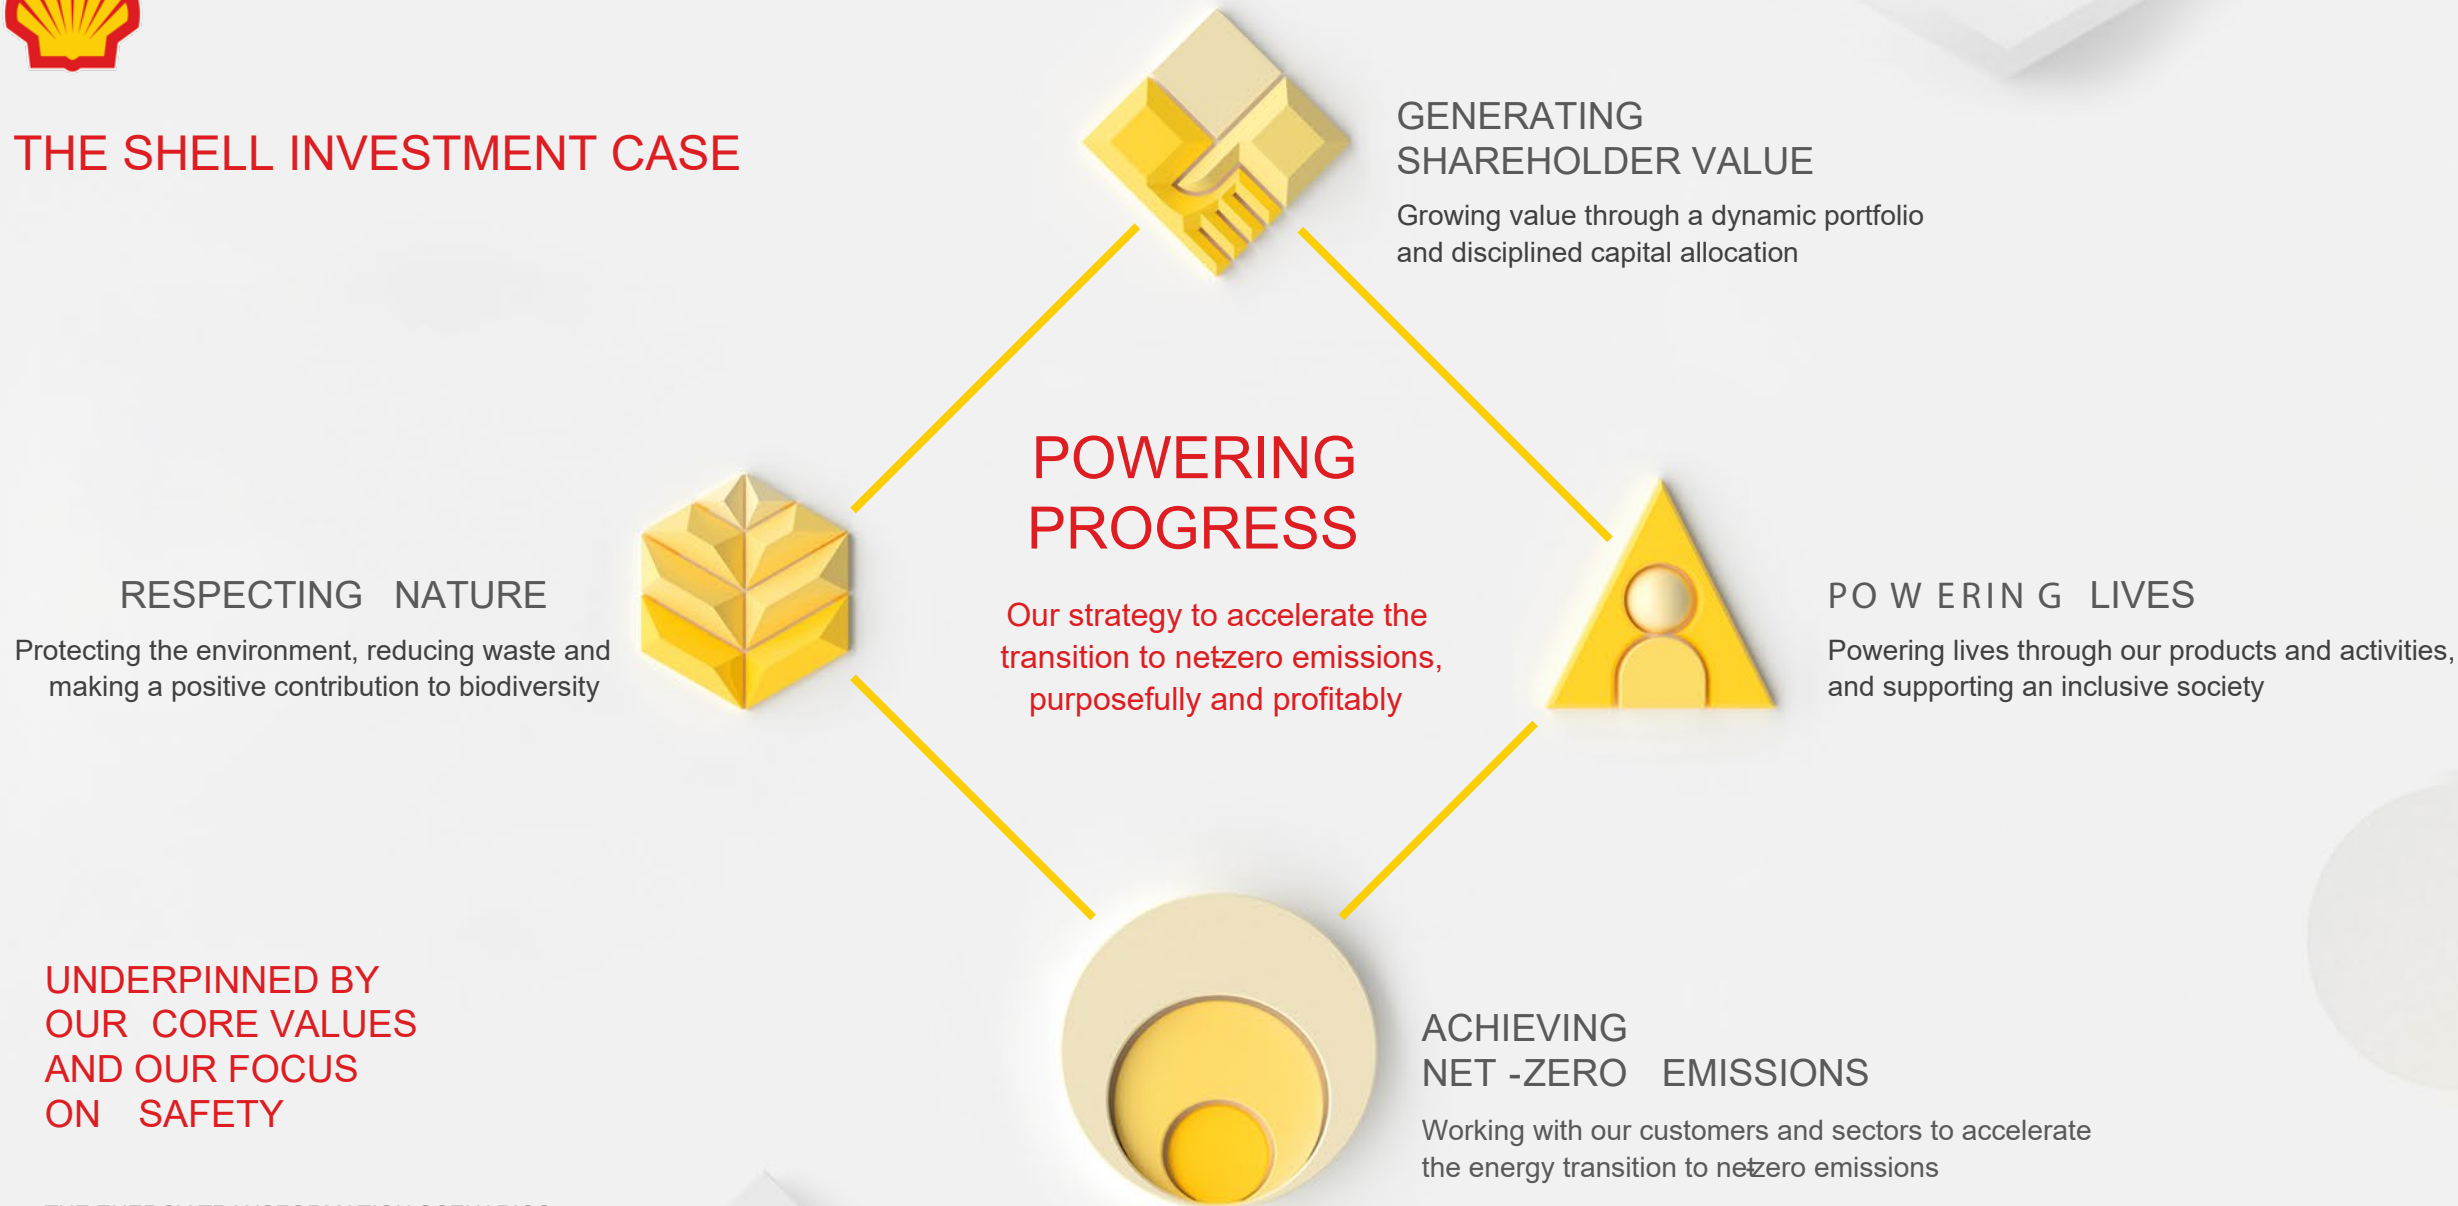 THE SHELL INVESTMENT CASE
GENERATING
SHAREHOLDER VALUE
Growing value through a dynamic portfolio
and disciplined capital allocation
POWERING
PROGRESS
Our strategy to accelerate the
transition to net-zero emissions,
purposefully and profitably
RESPECTING NATURE
Protecting the environment, reducing waste and
making a positive contribution to biodiversity
POWERING LIVES
Powering lives through our products and activities,
and supporting an inclusive society
UNDERPINNED BY
OUR CORE VALUES
AND OUR FOCUS
ON SAFETY
ACHIEVING
NET -ZERO EMISSIONS
Working with our customers and sectors to accelerate
the energy transition to net-zero emissions